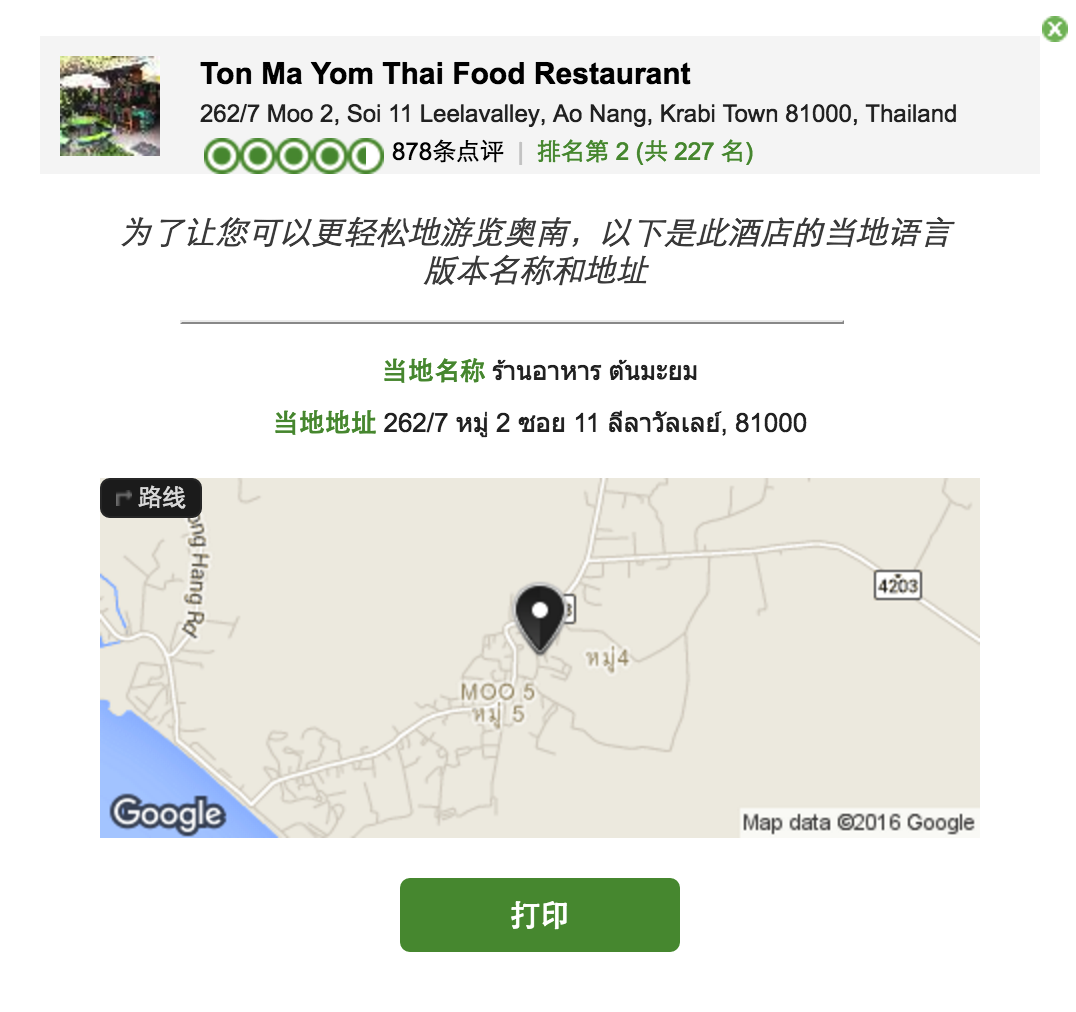 Ton Ma Yom Thai Food Restaurant
262/7 Moo 2, Soi 11 Leelavalley, Ao Nang, Krabi Town 81000, Thailand
878条点评 | 排名第 2 (共 227 名)
为了让您可以更轻松地游览奥南，以下是此酒店的当地语言
版本名称和地址
当地名称 ร้านอาหาร ต้นมะยม
当地地址 262/7 หมู่ 2 ซอย 11 ลีลาวัลเลย์, 81000
路线
ong Hang Rd
4203
3
หมู่4
MOO 5
หมู่ 5
Google
Map data ©2016 Google
打印